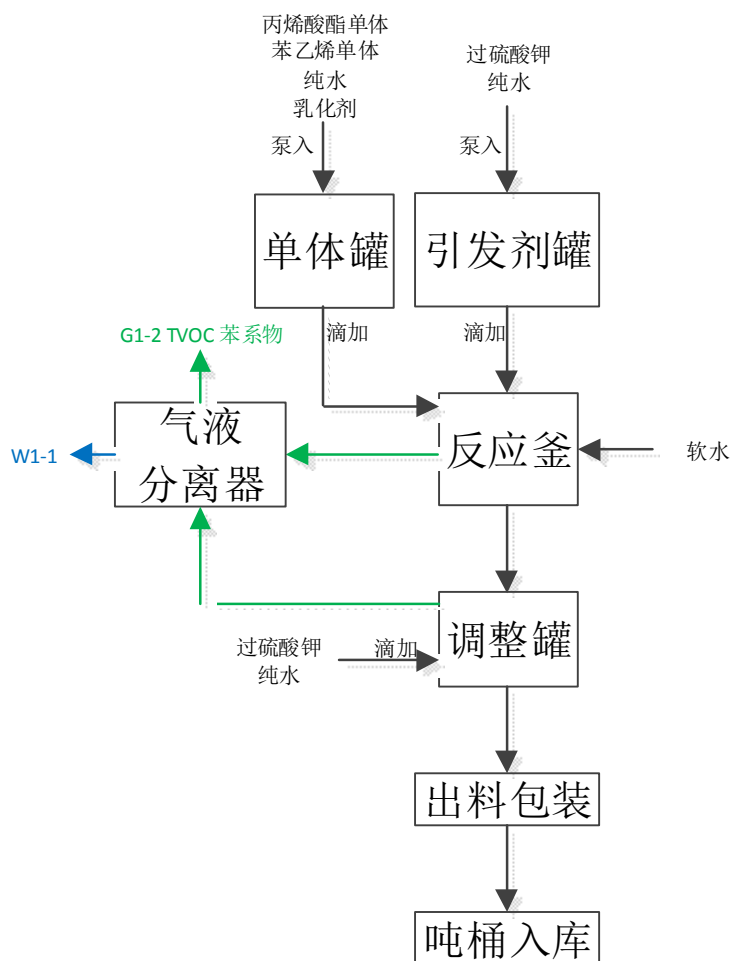 丙烯酸酯单体
苯乙烯单体
纯水
乳化剂
过硫酸钾
纯水
泵入
泵入
单体罐
引发剂罐
滴加
滴加
G1-2 TVOC 苯系物
气液
分离器
W1-1
反应釜
软水
调整罐
过硫酸钾
纯水
滴加
出料包装
吨桶入库